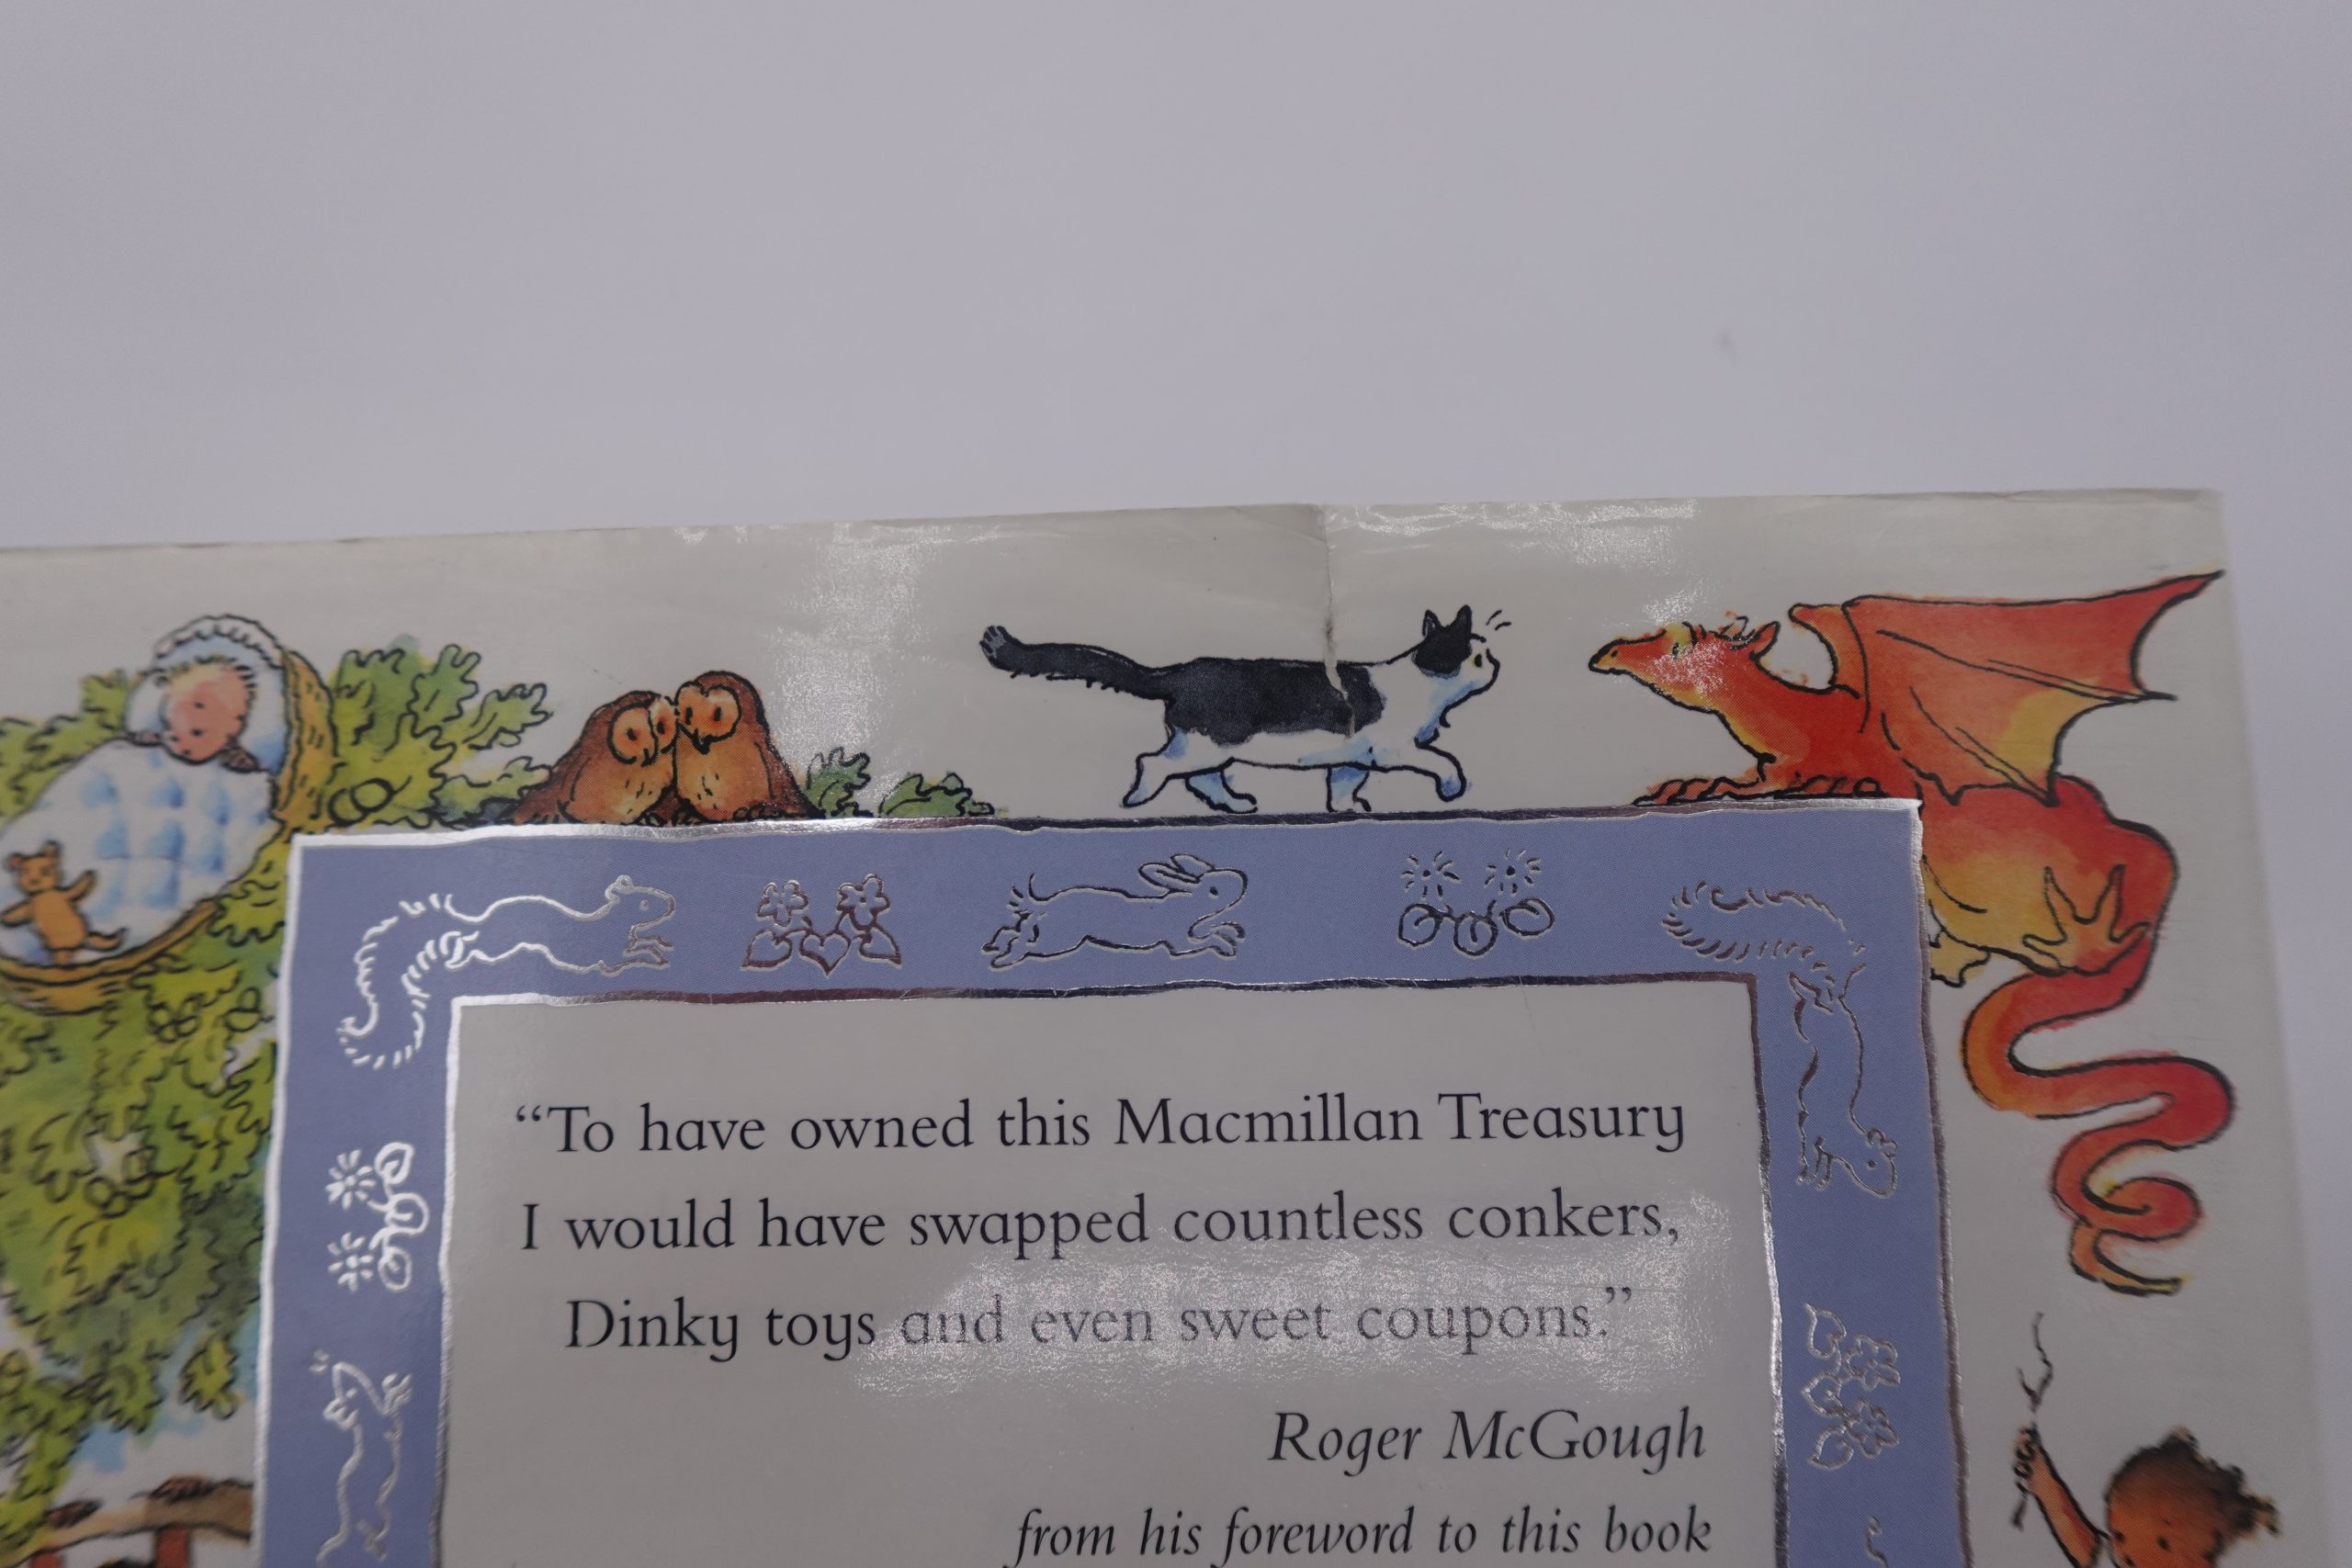 “To have owned this Macmillan Treasury
I would have swapped countless conkers,
Dinky toys and even sweet coupons.”
Roger McGough
from his foreword to this book